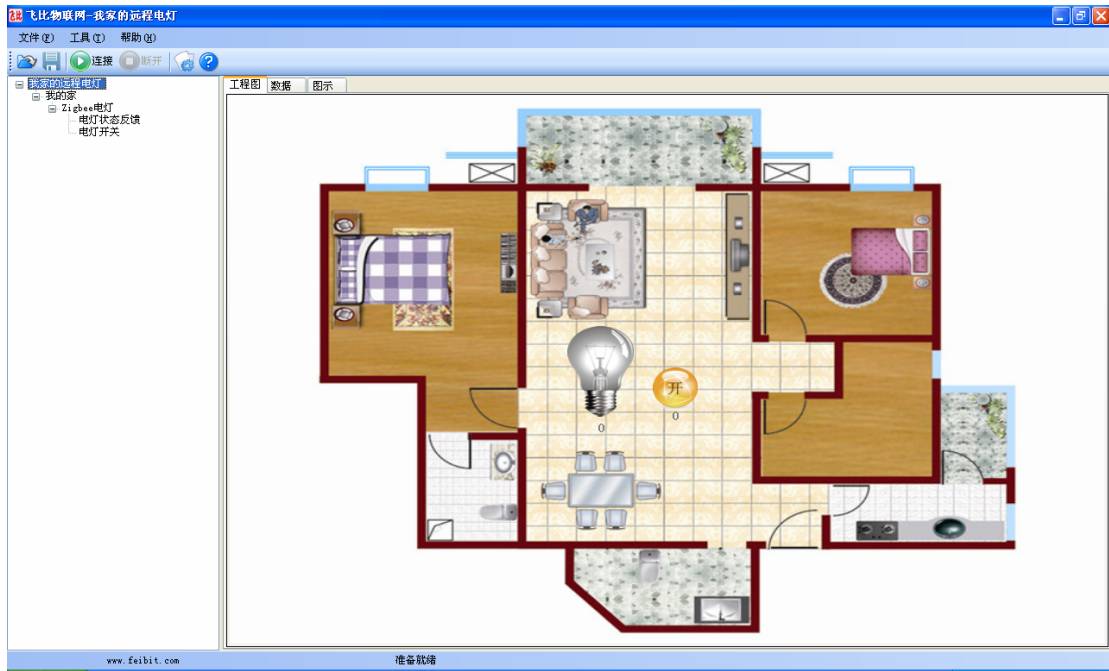 飞比 飞比物联网-我家的远程电灯
文件(F) 工具(T) 帮助(H)
连接 断开
我家的远程电灯
我的家
Zigbee电灯
电灯状态反馈
电灯开关
工程图 数据 图示
开
0
0
www.feibit.com 准备就绪